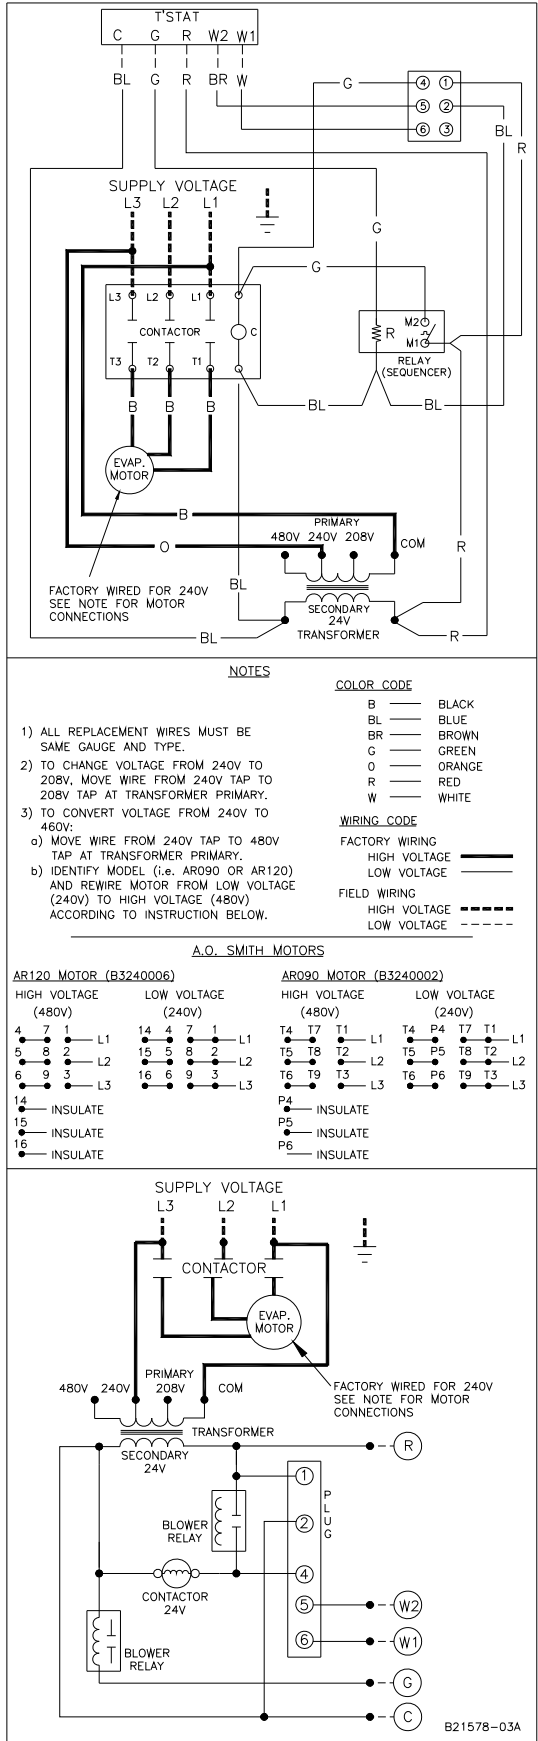 T'STAT
C G R W2 W1
BL G R BR W
G
4 1
5 2
6 3
BL
R
SUPPLY VOLTAGE
L3 L2 L1
G
G
L3 L2 L1
CONTACTOR
C
T3 T2 T1
R
M2
M1
RELAY
(SEQUENCER)
B B B
BL
BL
EVAP.
MOTOR
B
O
PRIMARY
480V 240V 208V
COM
R
BL
FACTORY WIRED FOR 240V
SEE NOTE FOR MOTOR
CONNECTIONS
SECONDARY
24V
TRANSFORMER
BL
R
NOTES
1) ALL REPLACEMENT WIRES MUST BE
SAME GAUGE AND TYPE.
2) TO CHANGE VOLTAGE FROM 240V TO
208V, MOVE WIRE FROM 240V TAP TO
208V TAP AT TRANSFORMER PRIMARY.
3) TO CONVERT VOLTAGE FROM 240V TO
460V:
a) MOVE WIRE FROM 240V TAP TO 480V
TAP AT TRANSFORMER PRIMARY.
b) IDENTIFY MODEL (i.e. AR090 OR AR120)
AND REWIRE MOTOR FROM LOW VOLTAGE
(240V) TO HIGH VOLTAGE (480V)
ACCORDING TO INSTRUCTION BELOW.
COLOR CODE
B BLACK
BL BLUE
BR BROWN
G GREEN
O ORANGE
R RED
W WHITE
WIRING CODE
FACTORY WIRING
HIGH VOLTAGE
LOW VOLTAGE
FIELD WIRING
HIGH VOLTAGE
LOW VOLTAGE
A.O. SMITH MOTORS
AR120 MOTOR (B3240006)
HIGH VOLTAGE
(480V)
4 7 1 L1
5 8 2 L2
6 9 3 L3
14 INSULATE
15 INSULATE
16 INSULATE
LOW VOLTAGE
(240V)
14 4 7 1 L1
15 5 8 2 L2
16 6 9 3 L3
AR090 MOTOR (B3240002)
HIGH VOLTAGE
(480V)
T4 T7 T1 L1
T5 T8 T2 L2
T6 T9 T3 L3
P4 INSULATE
P5 INSULATE
P6 INSULATE
LOW VOLTAGE
(240V)
T4 P4 T7 T1 L1
T5 P5 T8 T2 L2
T6 P6 T9 T3 L3
SUPPLY VOLTAGE
L3 L2 L1
CONTACTOR
EVAP.
MOTOR
PRIMARY
480V 240V 208V COM
FACTORY WIRED FOR 240V
SEE NOTE FOR MOTOR
CONNECTIONS
TRANSFORMER
SECONDARY
24V
R
1
PLUG
2
BLOWER
RELAY
4
CONTACTOR
24V
5 W2
6 W1
BLOWER
RELAY
G
C
B21578-03A